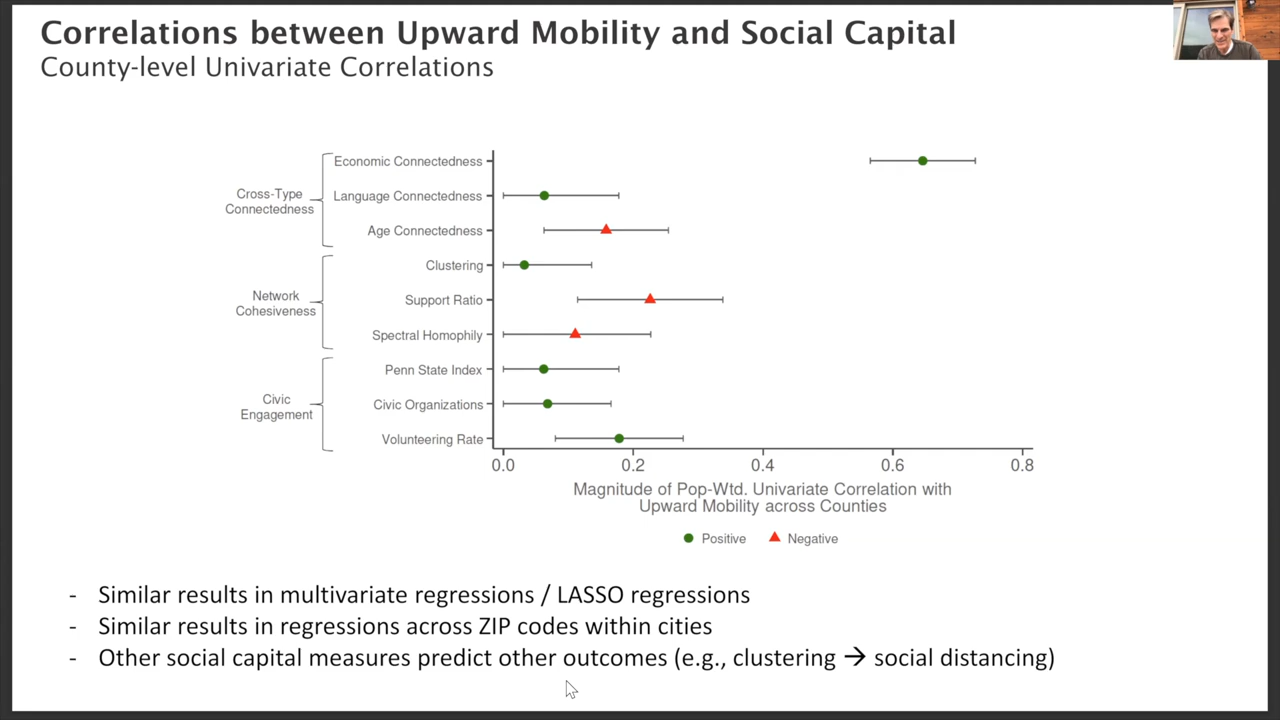 Correlations between Upward Mobility and Social Capital
County-level Univariate Correlations
Cross-Type
Connectedness
Economic Connectedness
Language Connectedness
Age Connectedness
Network
Cohesiveness
Clustering
Support Ratio
Spectral Homophily
Civic
Engagement
Penn State Index
Civic Organizations
Volunteering Rate
0.0 0.2 0.4 0.6 0.8
Magnitude of Pop-Wtd. Univariate Correlation with
Upward Mobility across Counties
Positive Negative
- Similar results in multivariate regressions / LASSO regressions
- Similar results in regressions across ZIP codes within cities
- Other social capital measures predict other outcomes (e.g., clustering → social distancing)